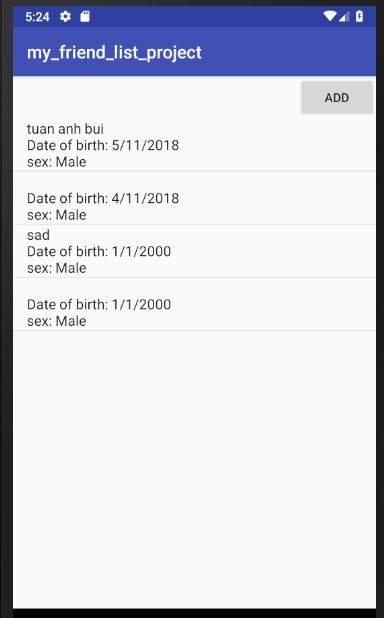 5:24
my_friend_list_project
ADD
tuan anh bui
Date of birth: 5/11/2018
sex: Male
Date of birth: 4/11/2018
sex: Male
sad
Date of birth: 1/1/2000
sex: Male
Date of birth: 1/1/2000
sex: Male